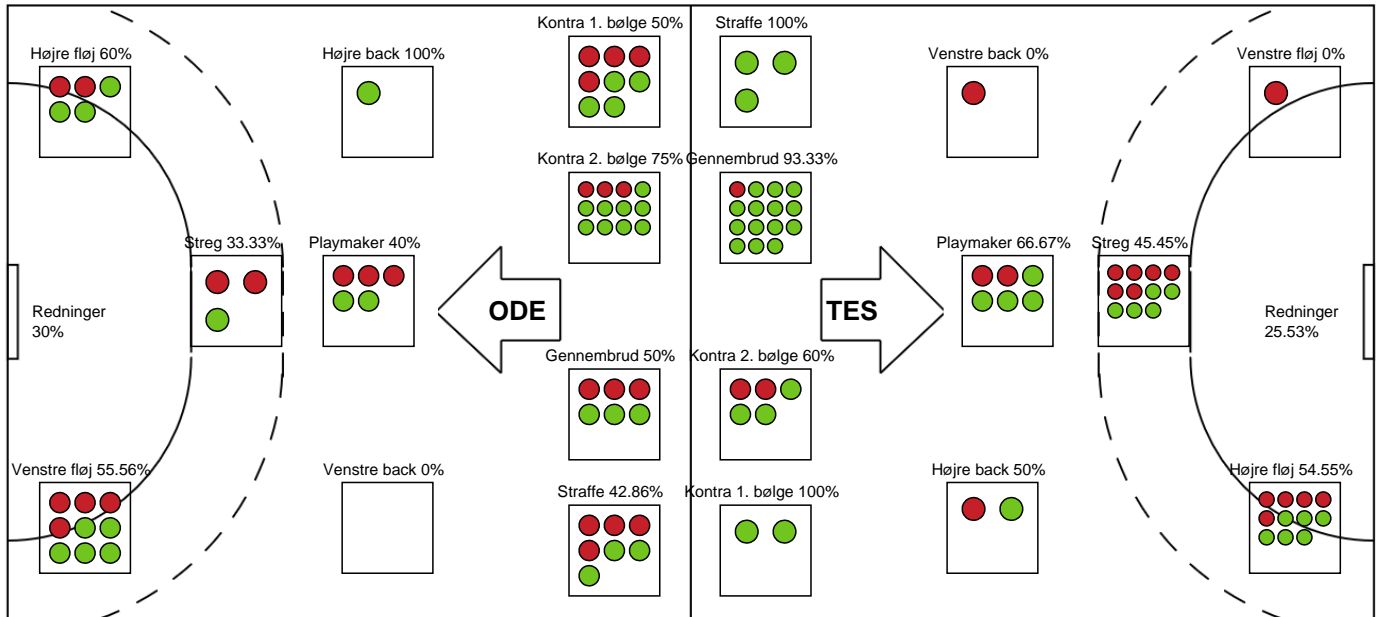 Kontra 1. bølge 50%
Straffe 100%
Højre fløj 60%
Højre back 100%
Venstre back 0%
Venstre fløj 0%
Kontra 2. bølge 75%
Gennembrud 93.33%
Streg 33.33%
Playmaker 40%
Playmaker 66.67%
Streg 45.45%
Redninger
30%
ODE
TES
Redninger
25.53%
Gennembrud 50%
Kontra 2. bølge 60%
Venstre fløj 55.56%
Venstre back 0%
Straffe 42.86%
Kontra 1. bølge 100%
Højre back 50%
Højre fløj 54.55%